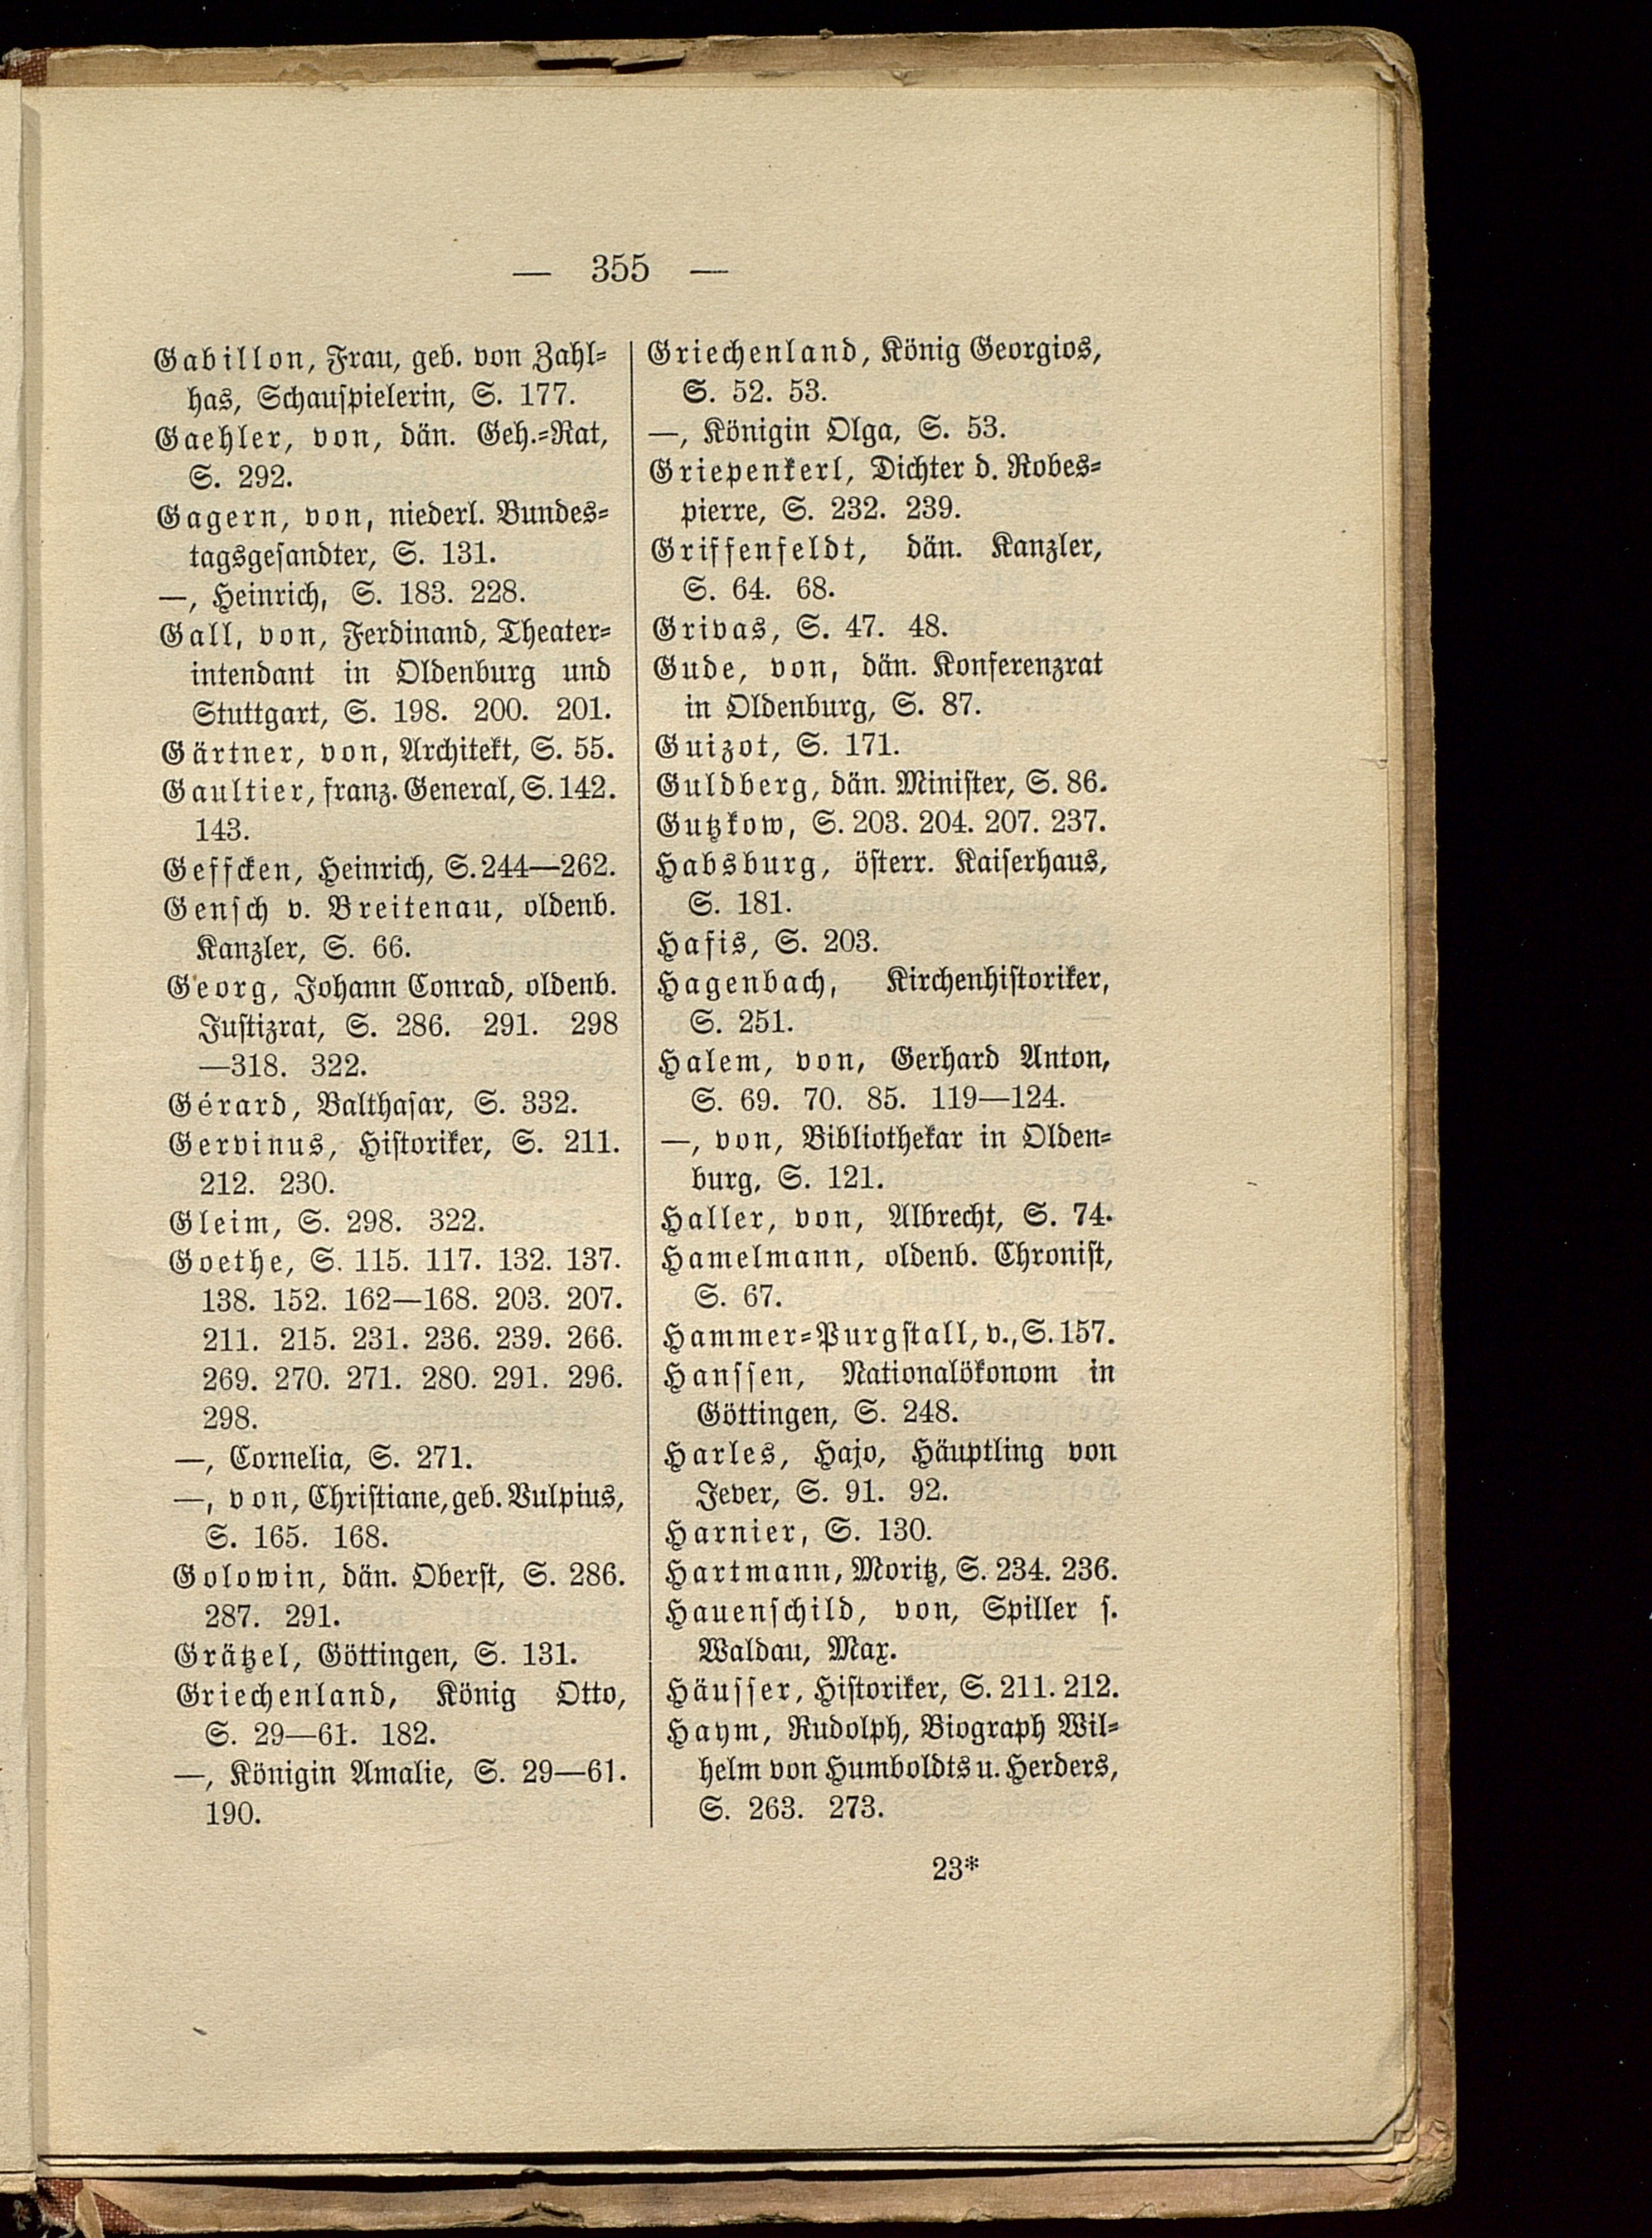 — 355 —
Gabillon, Frau, geb. von Zahl-
has, Schauspielerin, S. 177.
Gaehler, von, dän. Geh.-Rat,
S. 292.
Gagern, von, niederl. Bundes-
tagsgesandter, S. 131.
—, Heinrich, S. 183. 228.
Gall, von, Ferdinand, Theater-
intendant in Oldenburg und
Stuttgart, S. 198. 200. 201.
Gärtner, von, Architekt, S. 55.
Gaultier, franz. General, S. 142.
143.
Geffcken, Heinrich, S. 244—262.
Gensch v. Breitenau, oldenb.
Kanzler, S. 66.
Georg, Johann Conrad, oldenb.
Justizrat, S. 286. 291. 298
—318. 322.
Gérard, Balthasar, S. 332.
Gervinus, Historiker, S. 211.
212. 230.
Gleim, S. 298. 322.
Goethe, S. 115. 117. 132. 137.
138. 152. 162—168. 203. 207.
211. 215. 231. 236. 239. 266.
269. 270. 271. 280. 291. 296.
298.
—, Cornelia, S. 271.
—, von, Christiane, geb. Vulpius,
S. 165. 168.
Golowin, dän. Oberst, S. 286.
287. 291.
Grätzel, Göttingen, S. 131.
Griechenland, König Otto,
S. 29—61. 182.
—, Königin Amalie, S. 29—61.
190.
Griechenland, König Georgios,
S. 52. 53.
—, Königin Olga, S. 53.
Griepenkerl, Dichter d. Robes-
pierre, S. 232. 239.
Griffenfeldt, dän. Kanzler,
S. 64. 68.
Grivas, S. 47. 48.
Gude, von, dän. Konferenzrat
in Oldenburg, S. 87.
Guizot, S. 171.
Guldberg, dän. Minister, S. 86.
Gutzkow, S. 203. 204. 207. 237.
Habsburg, österr. Kaiserhaus,
S. 181.
Hafis, S. 203.
Hagenbach, Kirchenhistoriker,
S. 251.
Halem, von, Gerhard Anton,
S. 69. 70. 85. 119—124.
—, von, Bibliothekar in Olden-
burg, S. 121.
Haller, von, Albrecht, S. 74.
Hamelmann, oldenb. Chronist,
S. 67.
Hammer-Purgstall, v., S. 157.
Hanssen, Nationalökonom in
Göttingen, S. 248.
Harles, Hajo, Häuptling von
Jever, S. 91. 92.
Harnier, S. 130.
Hartmann, Moritz, S. 234. 236.
Hauenschild, von, Spiller s.
Waldau, Max.
Häusser, Historiker, S. 211. 212.
Haym, Rudolph, Biograph Wil-
helm von Humboldts u. Herders,
S. 263. 273.
23*